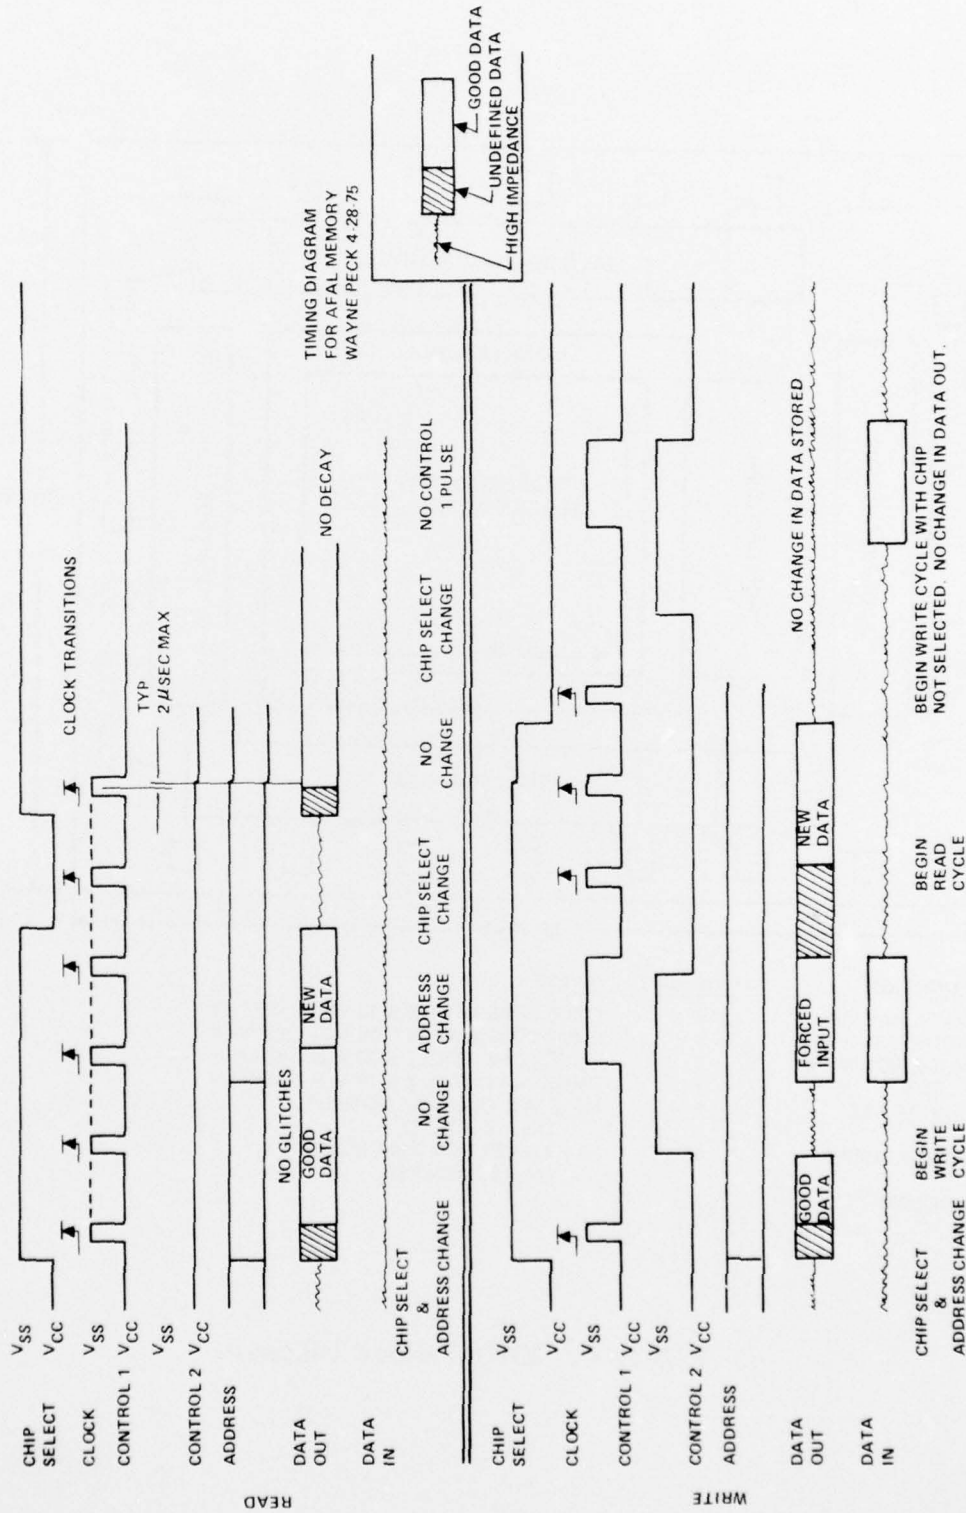 READ
CHIP
SELECT
VSS
VCC
CLOCK
VSS
CONTROL 1
VCC
CLOCK TRANSITIONS
VSS
TYP
2 μSEC MAX
CONTROL 2
VCC
ADDRESS
NO GLITCHES
DATA
OUT
GOOD
DATA
NEW
DATA
NO DECAY
DATA
IN
CHIP SELECT
&
ADDRESS CHANGE
NO
CHANGE
ADDRESS
CHANGE
CHIP SELECT
CHANGE
NO
CHANGE
CHIP SELECT
CHANGE
NO CONTROL
1 PULSE
TIMING DIAGRAM
FOR AFAL MEMORY
WAYNE PECK 4-28-75
GOOD DATA
UNDEFINED DATA
HIGH IMPEDANCE
WRITE
CHIP
SELECT
VSS
VCC
CLOCK
VSS
CONTROL 1
VCC
VSS
CONTROL 2
VCC
ADDRESS
DATA
OUT
GOOD
DATA
FORCED
INPUT
NEW
DATA
NO CHANGE IN DATA STORED
DATA
IN
CHIP SELECT
&
ADDRESS CHANGE
BEGIN
WRITE
CYCLE
BEGIN
READ
CYCLE
BEGIN WRITE CYCLE WITH CHIP
NOT SELECTED. NO CHANGE IN DATA OUT.